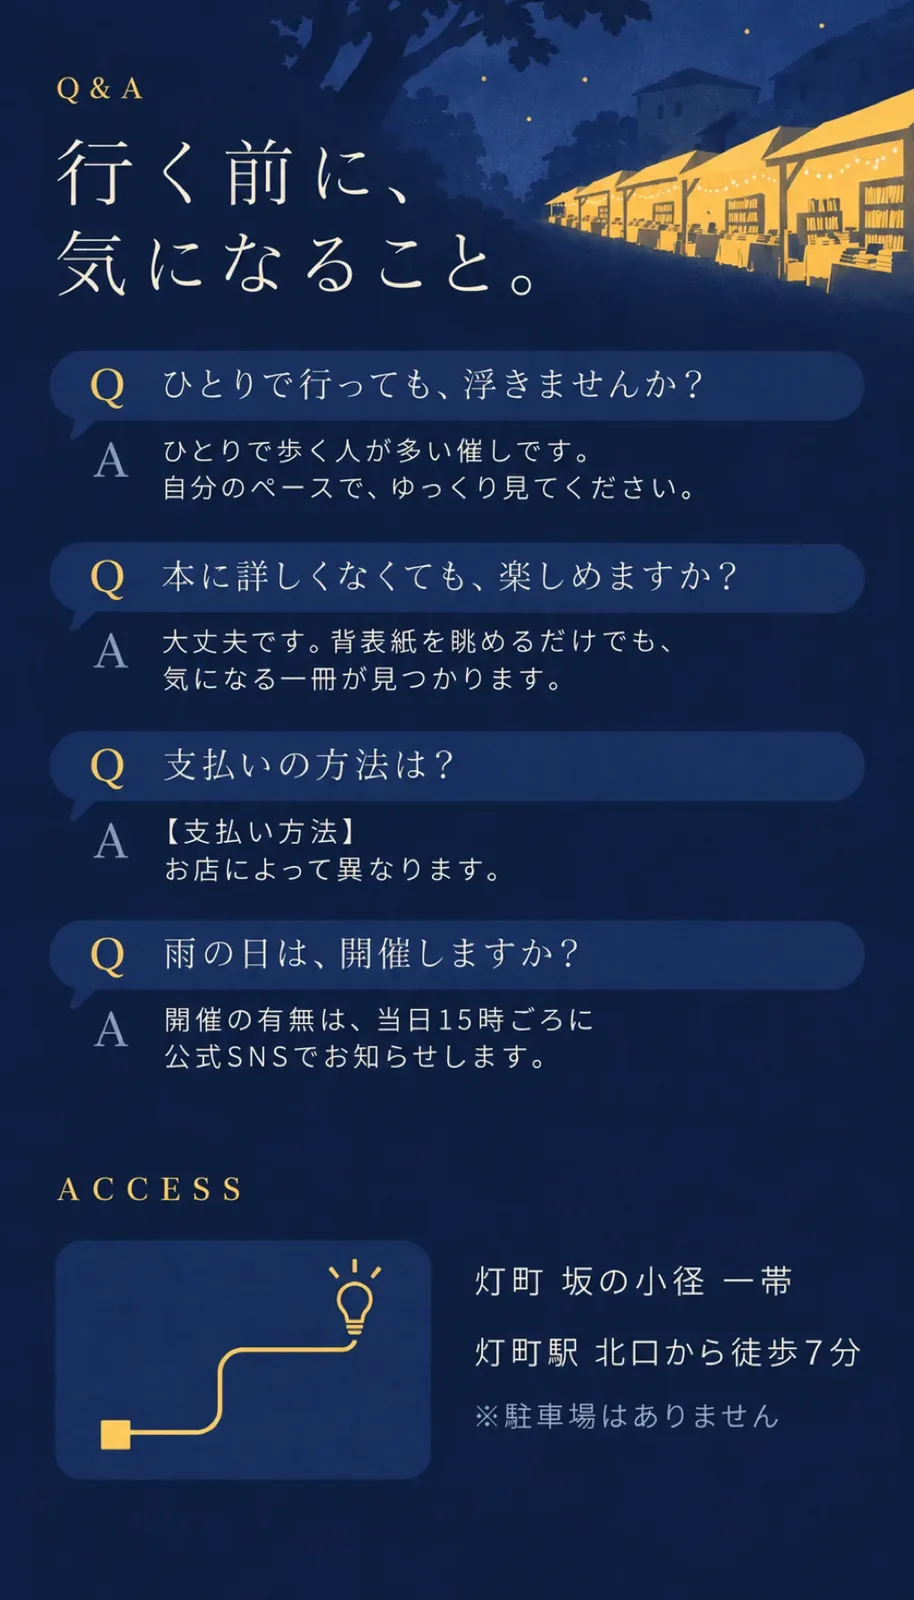 Q&A
行く前に、
気になること。
Q ひとりで行っても、浮きませんか？
A ひとりで歩く人が多い催しです。
自分のペースで、ゆっくり見てください。
Q 本に詳しくなくても、楽しめますか？
A 大丈夫です。背表紙を眺めるだけでも、
気になる一冊が見つかります。
Q 支払いの方法は？
A 【支払い方法】
お店によって異なります。
Q 雨の日は、開催しますか？
A 開催の有無は、当日15時ごろに
公式SNSでお知らせします。
ACCESS
灯町 坂の小径 一帯
灯町駅 北口から徒歩7分
※駐車場はありません